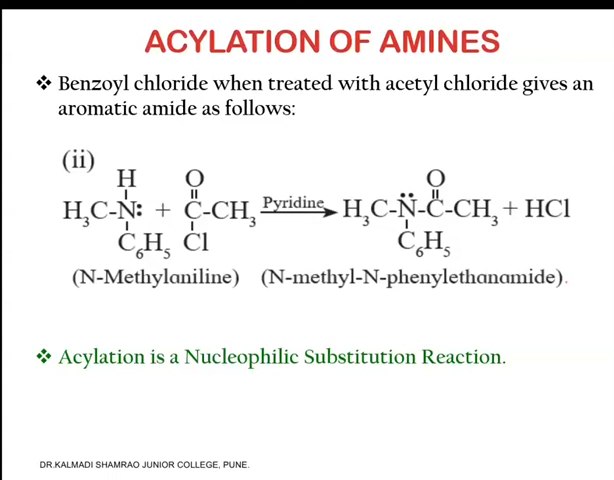 ACYLATION OF AMINES
❖ Benzoyl chloride when treated with acetyl chloride gives an
aromatic amide as follows:
(ii)
H O O
H₃C-N: + C-CH₃ Pyridine H₃C-N-C-CH₃ + HCl
C₆H₅ Cl C₆H₅
(N-Methylaniline) (N-methyl-N-phenylethanamide).
❖ Acylation is a Nucleophilic Substitution Reaction.
DR.KALMADI SHAMRAO JUNIOR COLLEGE, PUNE.